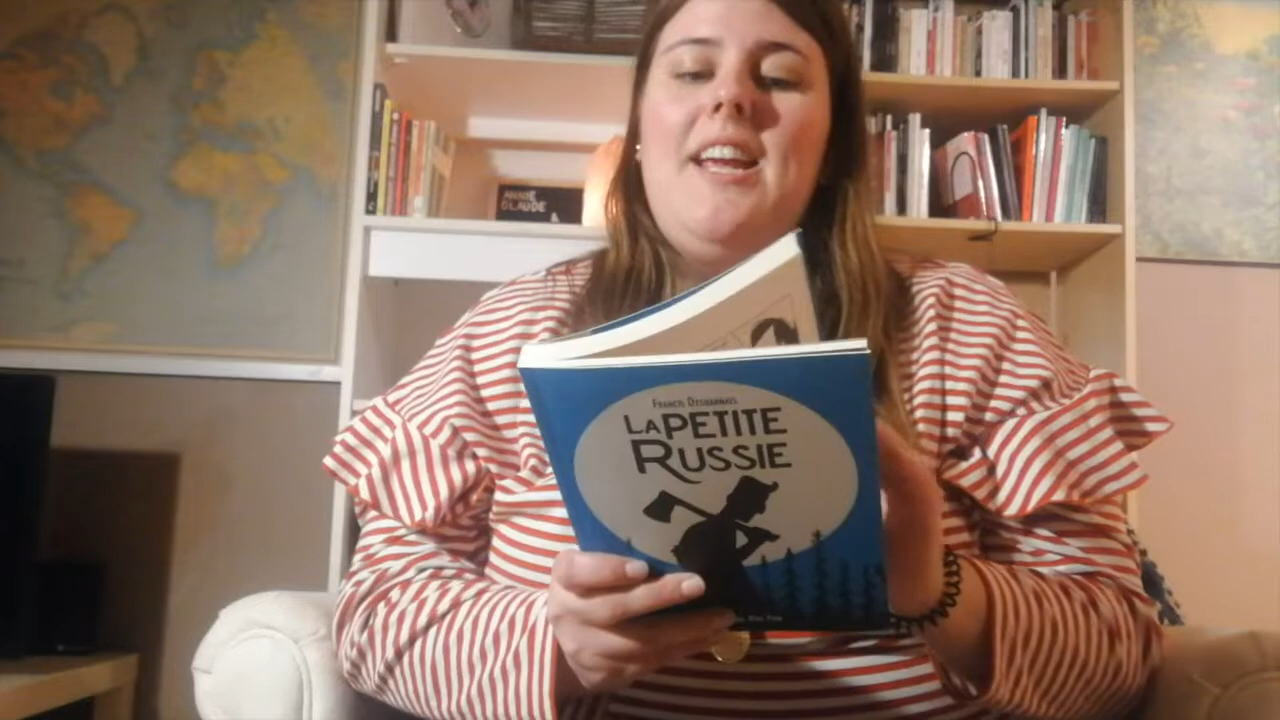 ANNIE
CLAUDE
FRANCIS DESHARNAIS
LA PETITE
RUSSIE